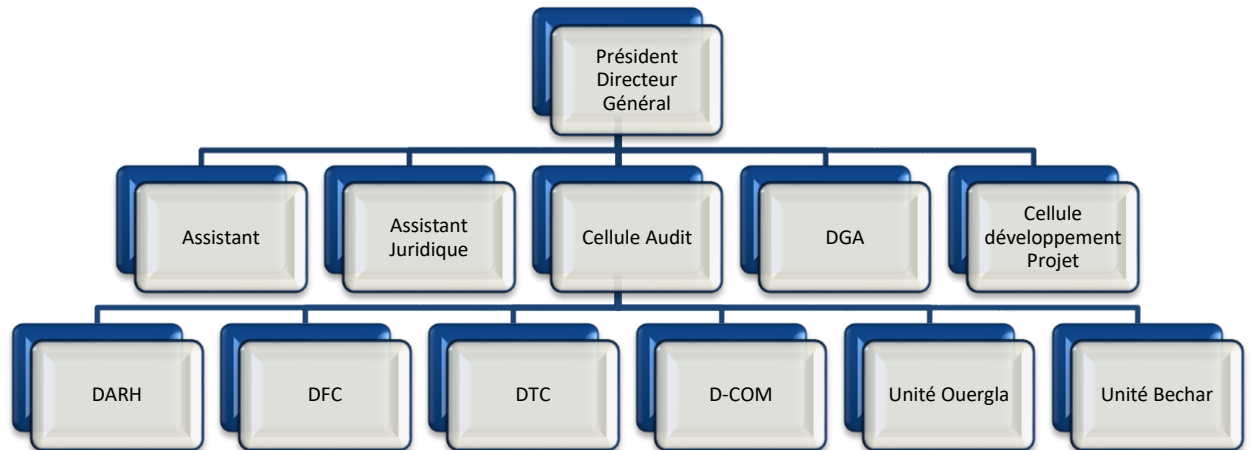 Président
Directeur
Général
Assistant
Assistant
Juridique
Cellule Audit
DGA
Cellule
développement
Projet
DARH
DFC
DTC
D-COM
Unité Ouergla
Unité Bechar